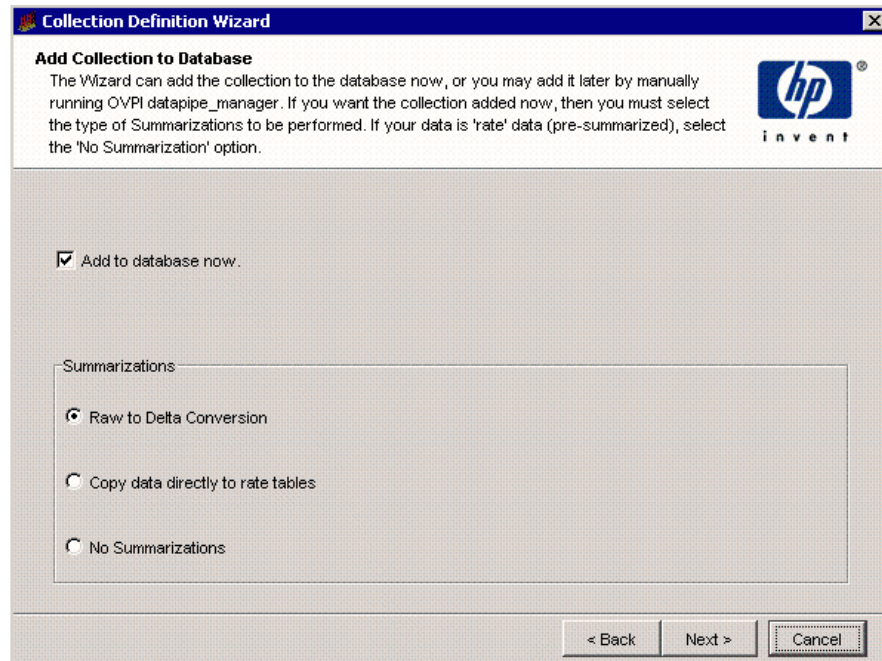 Collection Definition Wizard
Add Collection to Database
The Wizard can add the collection to the database now, or you may add it later by manually
running OVPI datapipe_manager. If you want the collection added now, then you must select
the type of Summarizations to be performed. If your data is 'rate' data (pre-summarized), select
the 'No Summarization' option.
hp
®
invent
Add to database now.
Summarizations
Raw to Delta Conversion
Copy data directly to rate tables
No Summarizations
< Back
Next >
Cancel